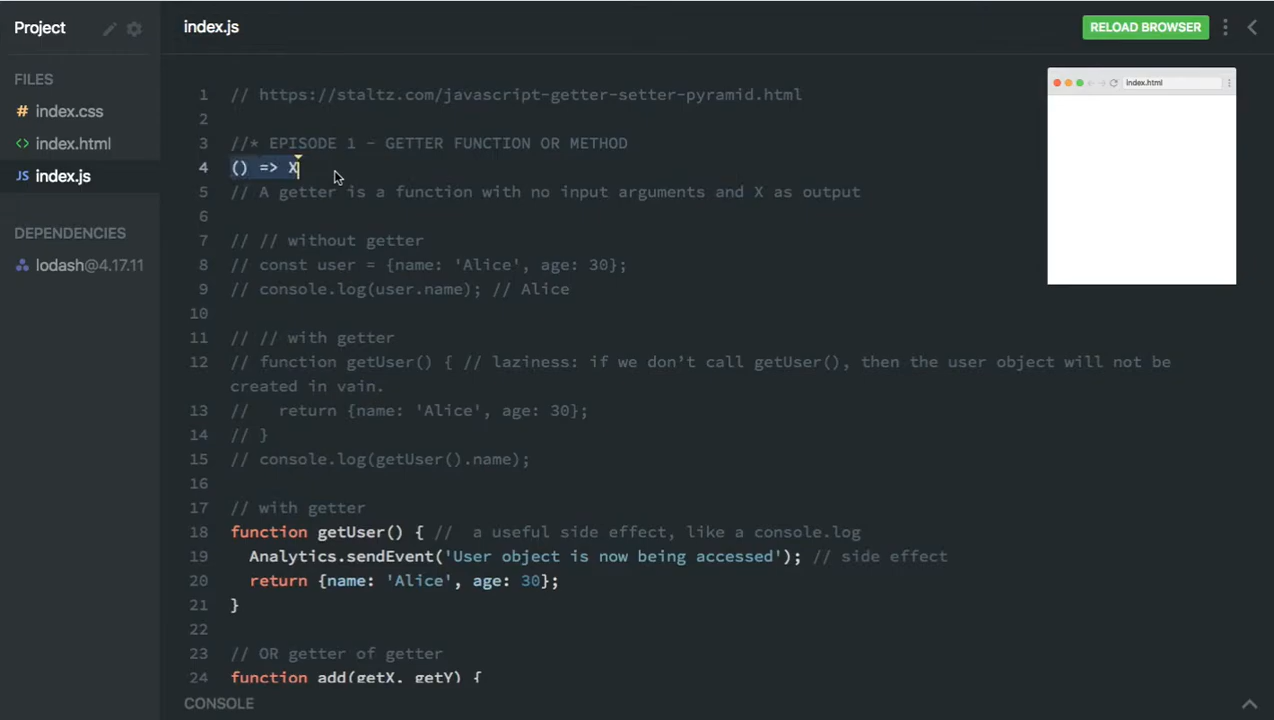 Project
index.js
RELOAD BROWSER
FILES
# index.css
<> index.html
JS index.js
DEPENDENCIES
lodash@4.17.11
1 // https://staltz.com/javascript-getter-setter-pyramid.html
2
3 //* EPISODE 1 - GETTER FUNCTION OR METHOD
4 () => X
5 // A getter is a function with no input arguments and X as output
6
7 // // without getter
8 // const user = {name: 'Alice', age: 30};
9 // console.log(user.name); // Alice
10
11 // // with getter
12 // function getUser() { // laziness: if we don’t call getUser(), then the user object will not be
created in vain.
13 //   return {name: 'Alice', age: 30};
14 // }
15 // console.log(getUser().name);
16
17 // with getter
18 function getUser() { //  a useful side effect, like a console.log
19   Analytics.sendEvent('User object is now being accessed'); // side effect
20   return {name: 'Alice', age: 30};
21 }
22
23 // OR getter of getter
24 function add(getX, getY) {
index.html
CONSOLE